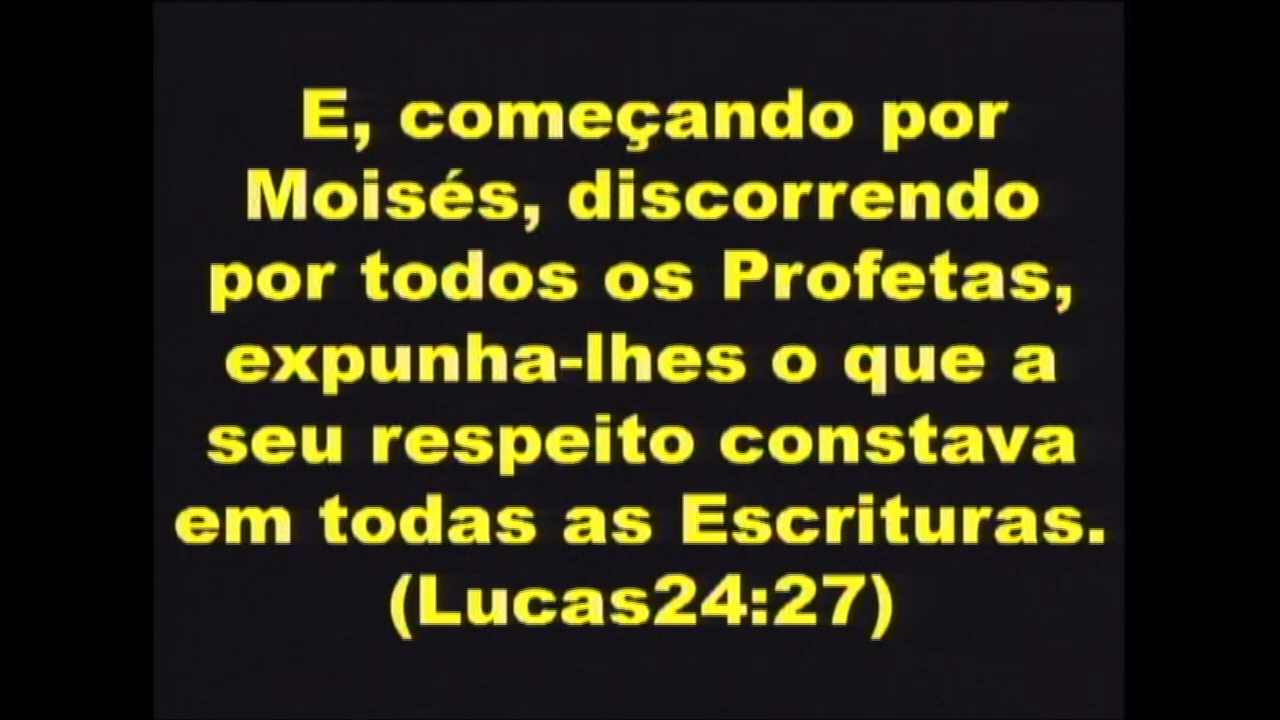 E, começando por
Moisés, discorrendo
por todos os Profetas,
expunha-lhes o que a
seu respeito constava
em todas as Escrituras.
(Lucas24:27)